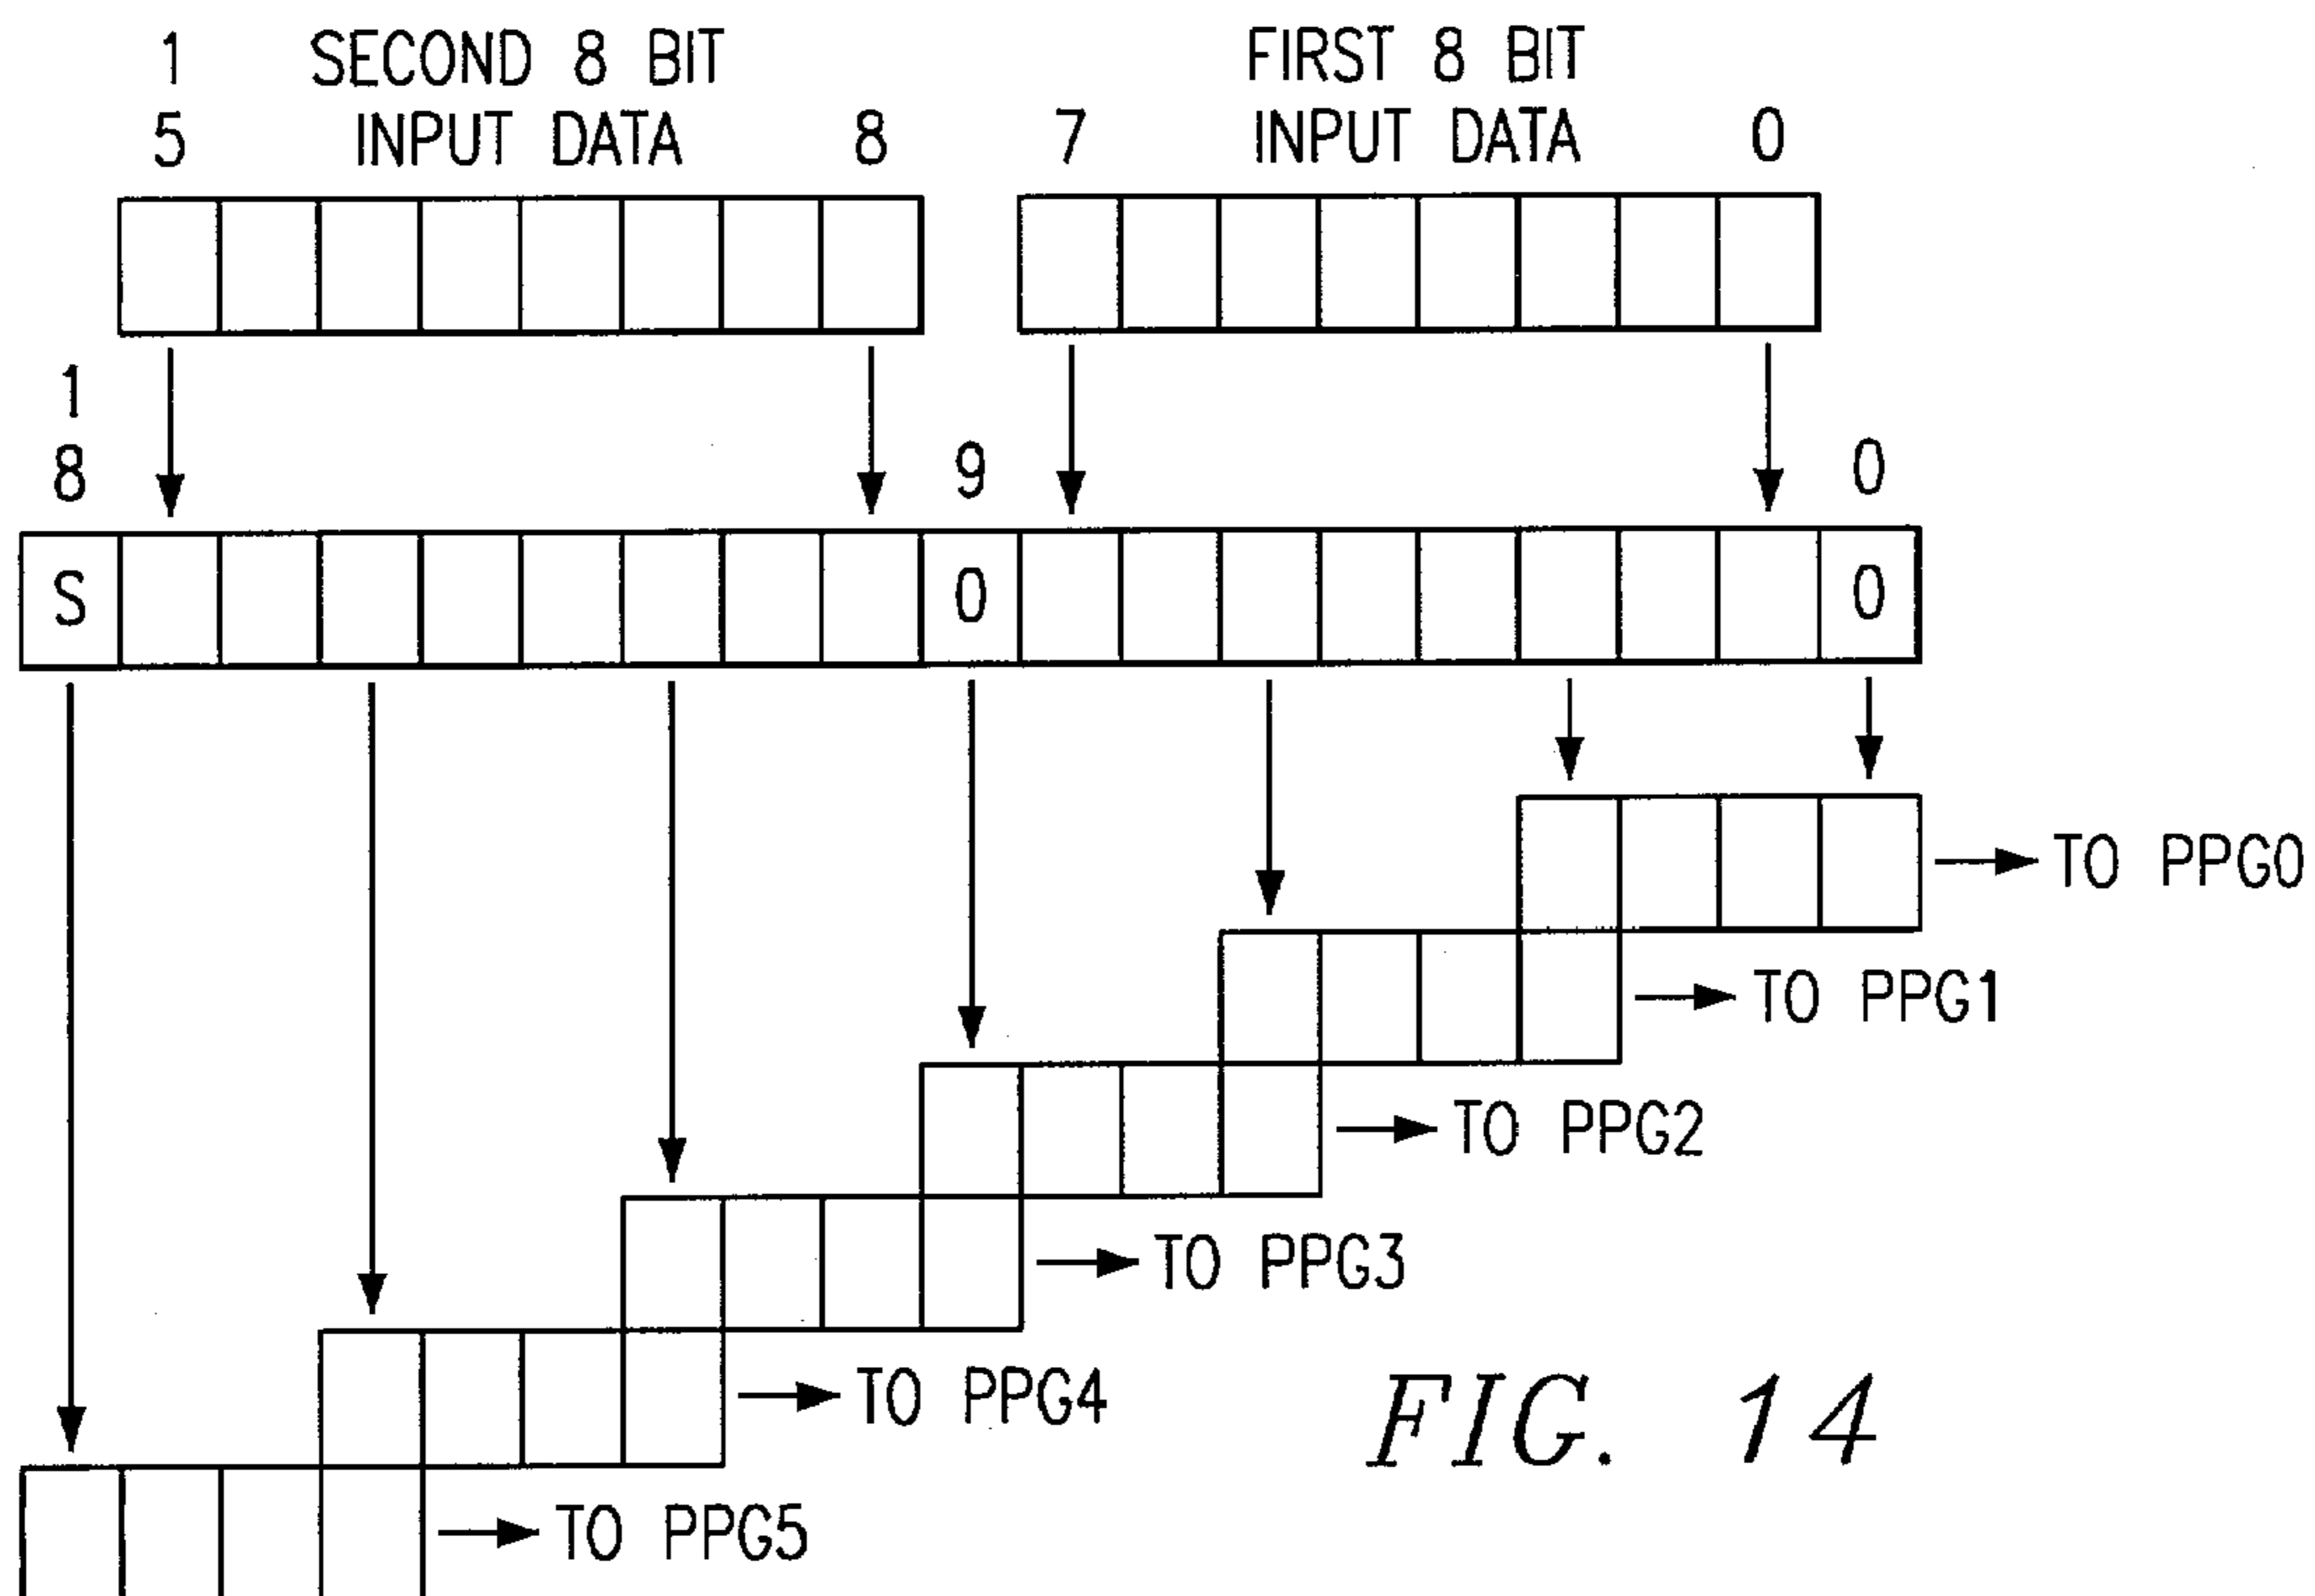 1 SECOND 8 BIT FIRST 8 BIT
5 INPUT DATA 8 7 INPUT DATA 0
1
8 9 0
S 0 0
TO PPG0
TO PPG1
TO PPG2
TO PPG3
TO PPG4
TO PPG5
FIG. 14